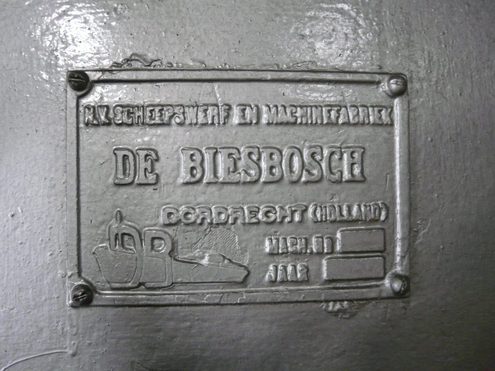 N.V. SCHEEPSWERF EN MACHINEFABRIEK
DE BIESBOSCH
DORDRECHT (HOLLAND)
MACH. NO
JAAR